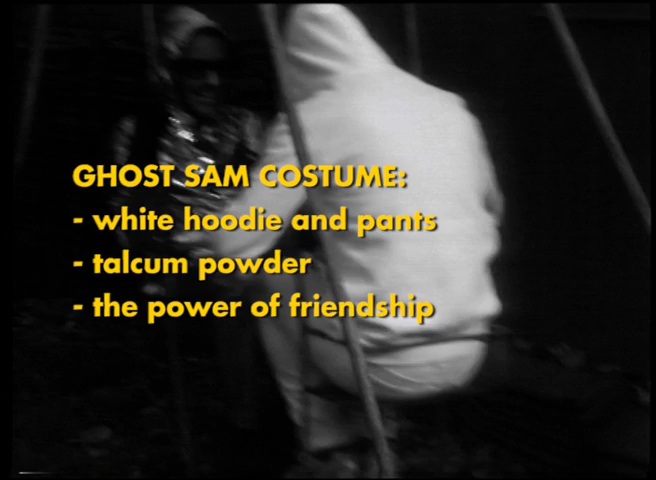 GHOST SAM COSTUME:
- white hoodie and pants
- talcum powder
- the power of friendship